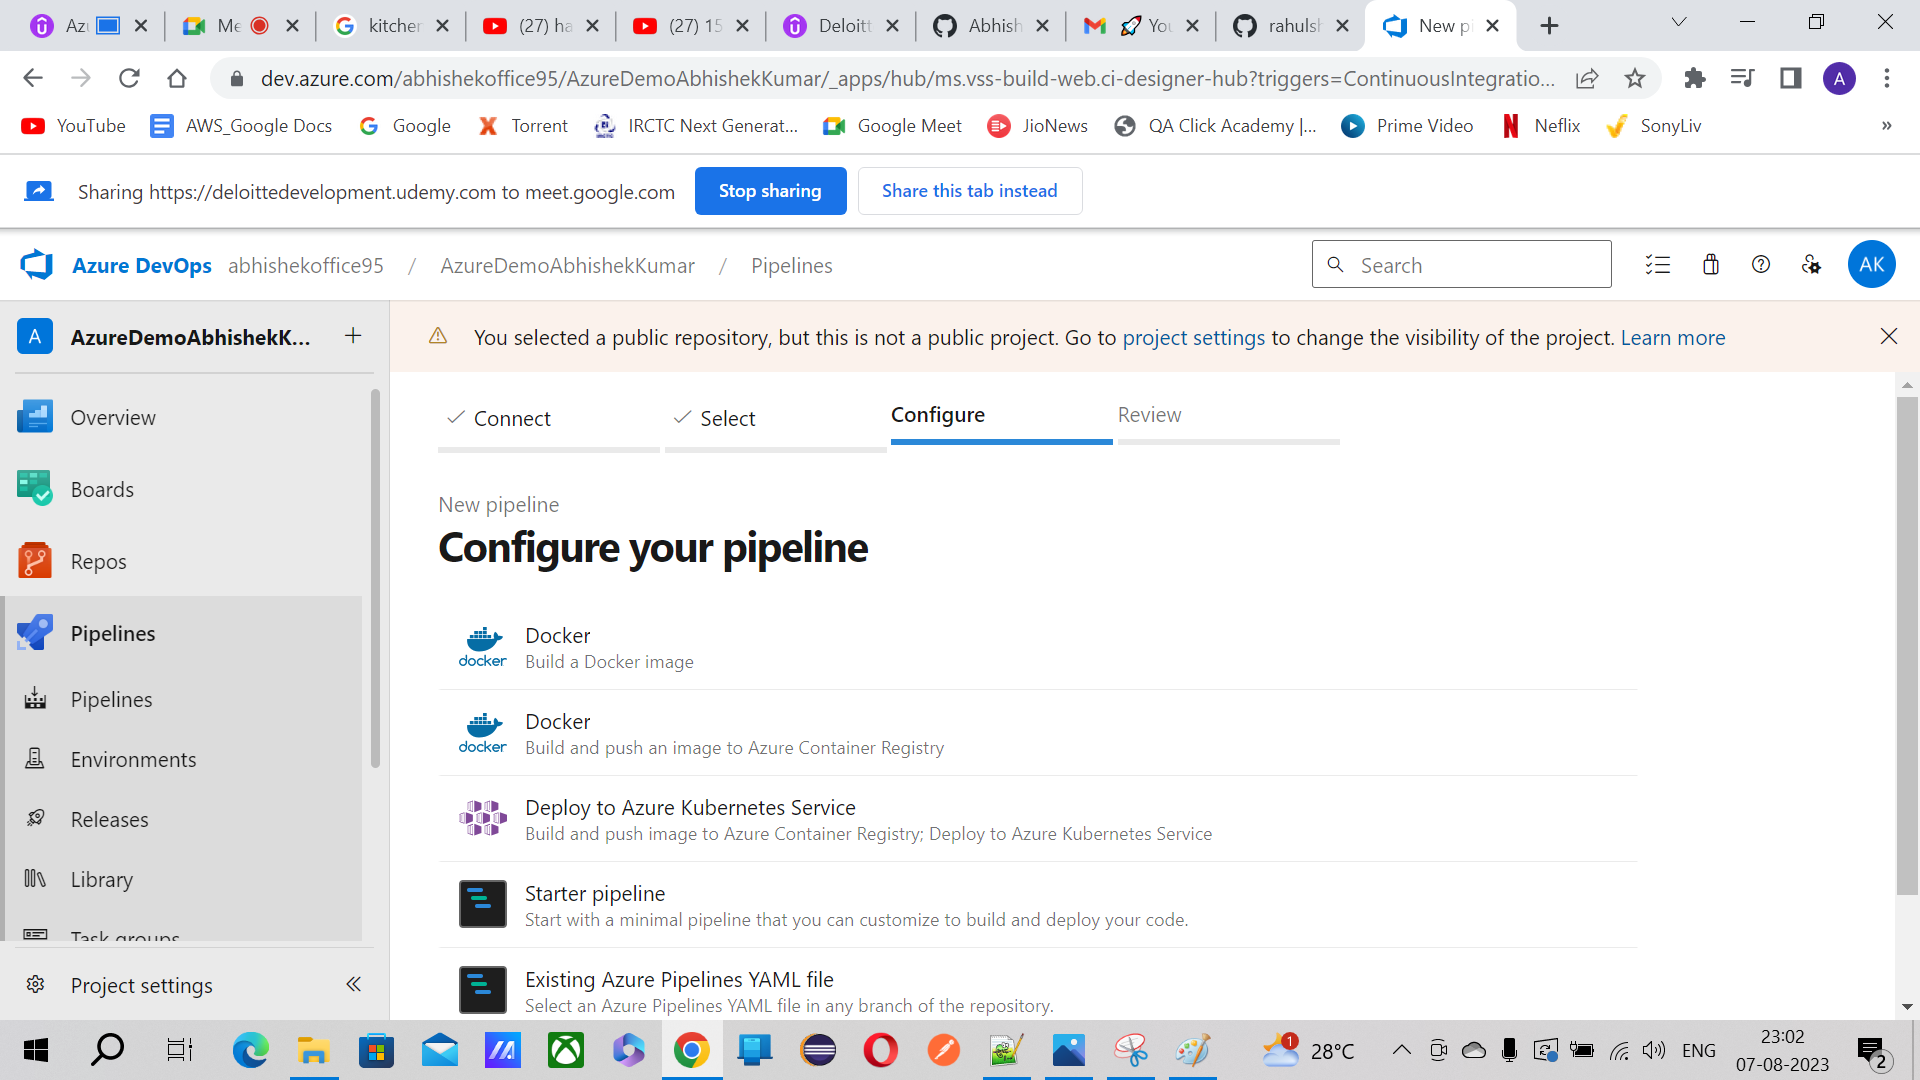 Az
Me
kitchen
(27) ha
(27) 15
Deloitt
Abhish
You
rahulsh
New pi
dev.azure.com/abhishekoffice95/AzureDemoAbhishekKumar/_apps/hub/ms.vss-build-web.ci-designer-hub?triggers=ContinuousIntegratio...
A
YouTube
AWS_Google Docs
Google
Torrent
IRCTC Next Generat...
Google Meet
JioNews
QA Click Academy |...
Prime Video
Neflix
SonyLiv
»
Sharing https://deloittedevelopment.udemy.com to meet.google.com
Stop sharing
Share this tab instead
Azure DevOps
abhishekoffice95 / AzureDemoAbhishekKumar / Pipelines
Search
AK
A
AzureDemoAbhishekK...
You selected a public repository, but this is not a public project. Go to project settings to change the visibility of the project. Learn more
Overview
Boards
Repos
Pipelines
Pipelines
Environments
Releases
Library
Task groups
Project settings
Connect
Select
Configure
Review
New pipeline
Configure your pipeline
docker
Docker
Build a Docker image
docker
Docker
Build and push an image to Azure Container Registry
Deploy to Azure Kubernetes Service
Build and push image to Azure Container Registry; Deploy to Azure Kubernetes Service
Starter pipeline
Start with a minimal pipeline that you can customize to build and deploy your code.
Existing Azure Pipelines YAML file
Select an Azure Pipelines YAML file in any branch of the repository.
1
28°C
ENG
23:02
07-08-2023
2